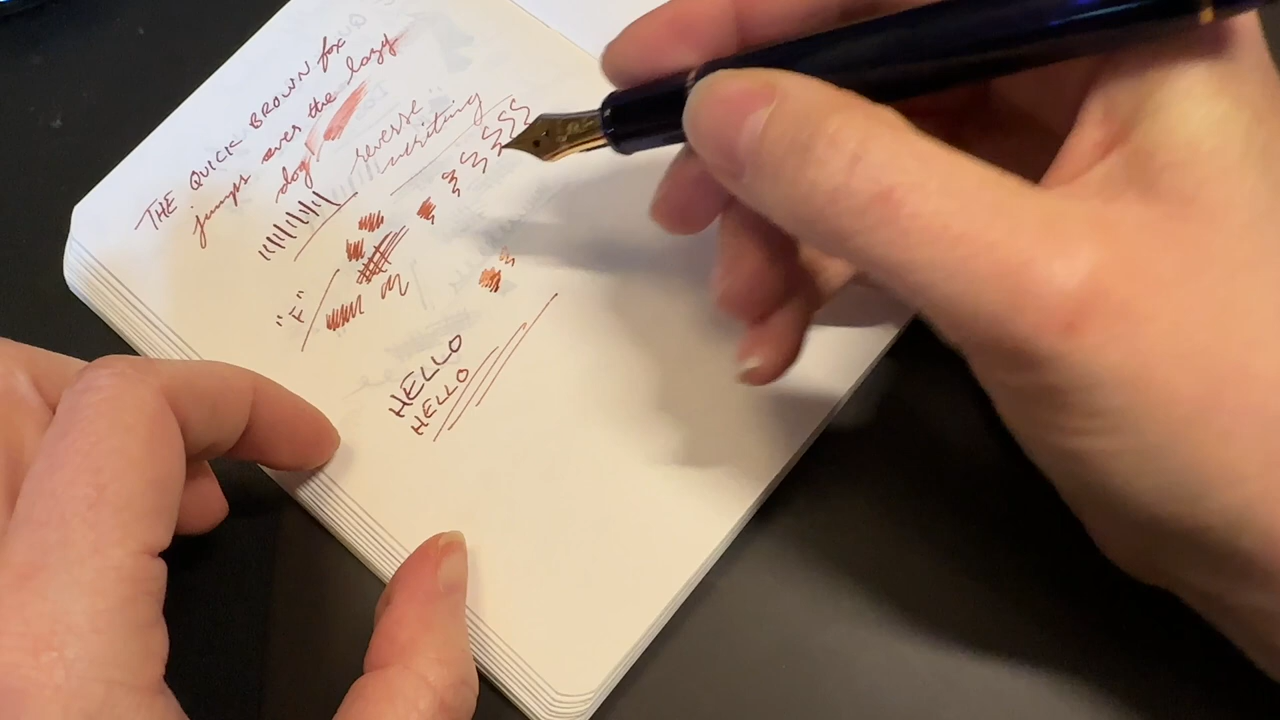 THE QUICK BROWN fox
jumps over the lazy
dog!
"reverse"
writing
"F"
HELLO
HELLO